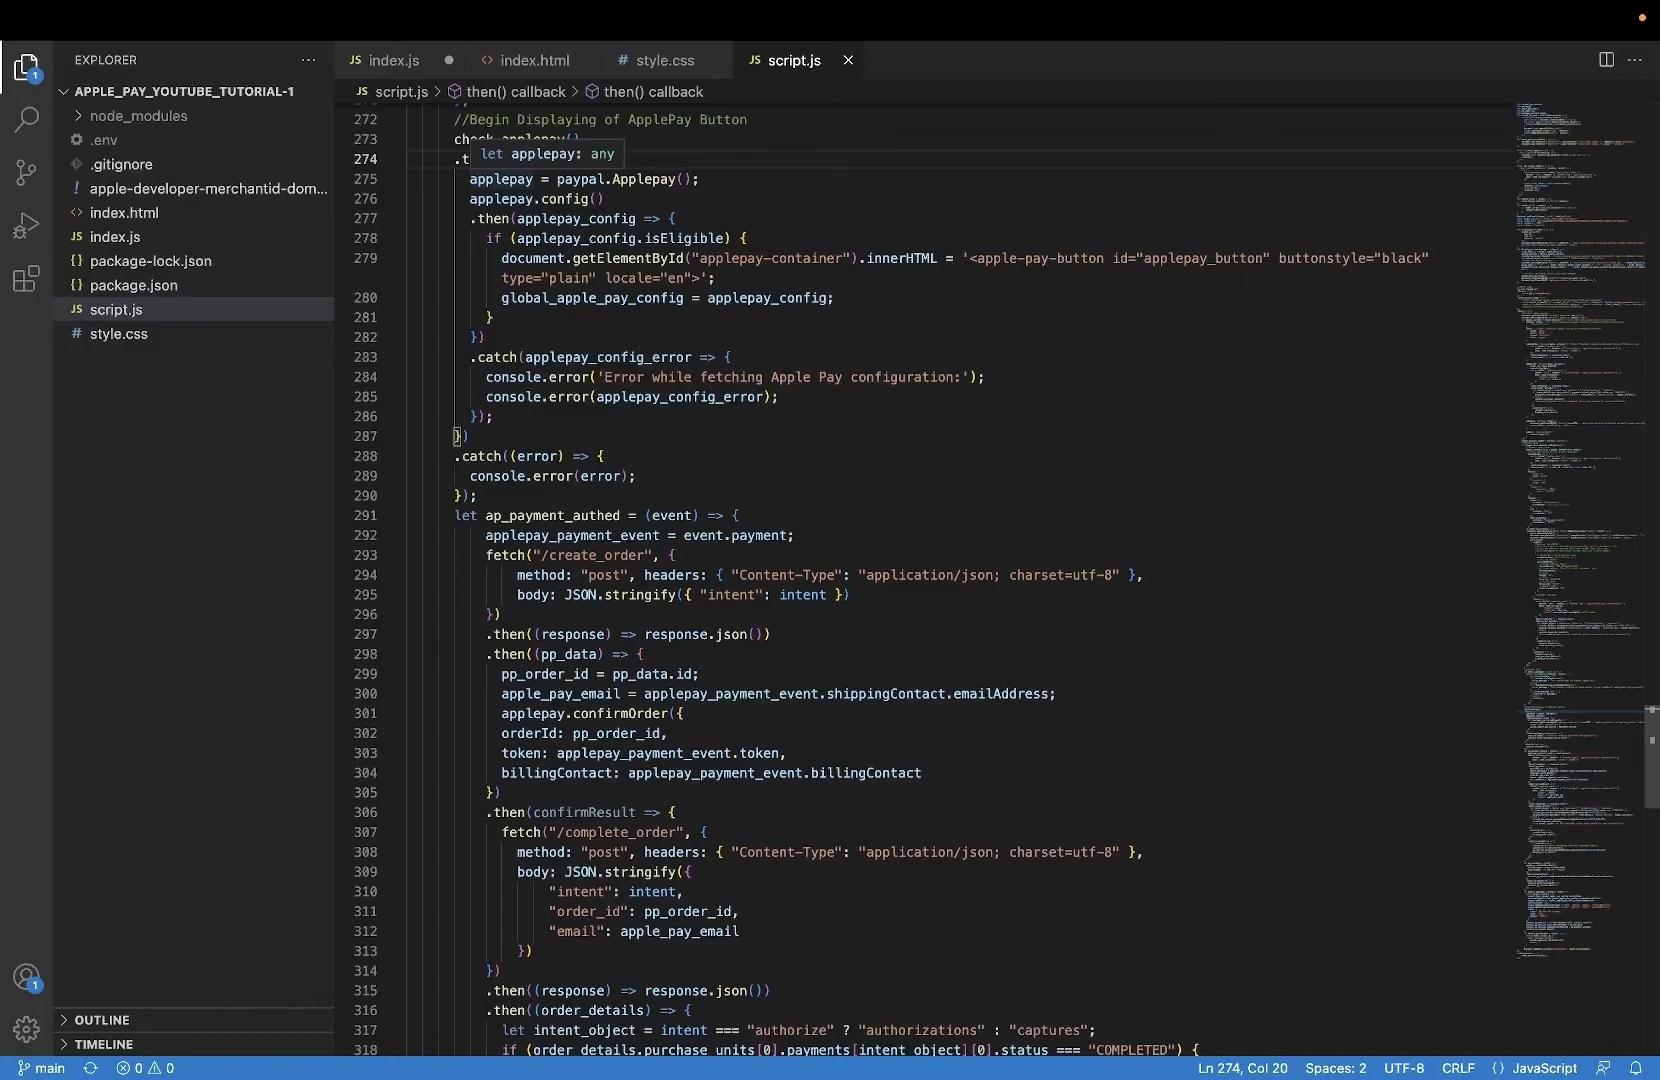 EXPLORER
APPLE_PAY_YOUTUBE_TUTORIAL-1
node_modules
.env
.gitignore
apple-developer-merchantid-dom...
index.html
index.js
package-lock.json
package.json
script.js
style.css
OUTLINE
TIMELINE
1
1
JS index.js
<> index.html
# style.css
JS script.js
JS script.js > then() callback > then() callback
272 //Begin Displaying of ApplePay Button
273 check_applepay()
let applepay: any
274 .t
275 applepay = paypal.Applepay();
276 applepay.config()
277 .then(applepay_config => {
278 if (applepay_config.isEligible) {
279 document.getElementById("applepay-container").innerHTML = '<apple-pay-button id="applepay_button" buttonstyle="black"
type="plain" locale="en">';
280 global_apple_pay_config = applepay_config;
281 }
282 })
283 .catch(applepay_config_error => {
284 console.error('Error while fetching Apple Pay configuration:');
285 console.error(applepay_config_error);
286 });
287 })
288 .catch((error) => {
289 console.error(error);
290 });
291 let ap_payment_authed = (event) => {
292 applepay_payment_event = event.payment;
293 fetch("/create_order", {
294 method: "post", headers: { "Content-Type": "application/json; charset=utf-8" },
295 body: JSON.stringify({ "intent": intent })
296 })
297 .then((response) => response.json())
298 .then((pp_data) => {
299 pp_order_id = pp_data.id;
300 apple_pay_email = applepay_payment_event.shippingContact.emailAddress;
301 applepay.confirmOrder({
302 orderId: pp_order_id,
303 token: applepay_payment_event.token,
304 billingContact: applepay_payment_event.billingContact
305 })
306 .then(confirmResult => {
307 fetch("/complete_order", {
308 method: "post", headers: { "Content-Type": "application/json; charset=utf-8" },
309 body: JSON.stringify({
310 "intent": intent,
311 "order_id": pp_order_id,
312 "email": apple_pay_email
313 })
314 })
315 .then((response) => response.json())
316 .then((order_details) => {
317 let intent_object = intent === "authorize" ? "authorizations" : "captures";
318 if (order_details.purchase_units[0].payments[intent_object][0].status === "COMPLETED") {
main
0 0
Ln 274, Col 20
Spaces: 2
UTF-8
CRLF
{} JavaScript